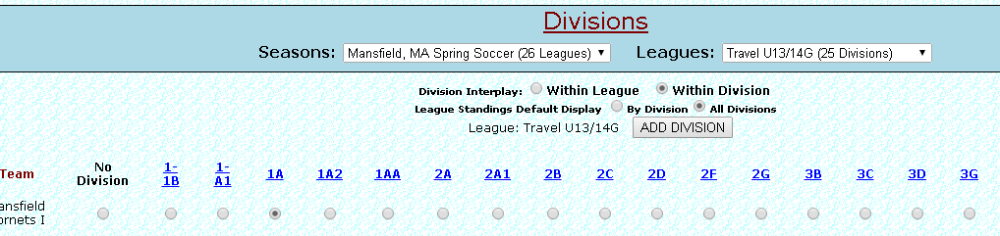 Divisions
Seasons: Mansfield, MA Spring Soccer (26 Leagues) Leagues: Travel U13/14G (25 Divisions)
Division Interplay: Within League Within Division
League Standings Default Display By Division All Divisions
League: Travel U13/14G ADD DIVISION
Team No Division 1-1B 1-A1 1A 1A2 1AA 2A 2A1 2B 2C 2D 2F 2G 3B 3C 3D 3G
ansfield
ornets I